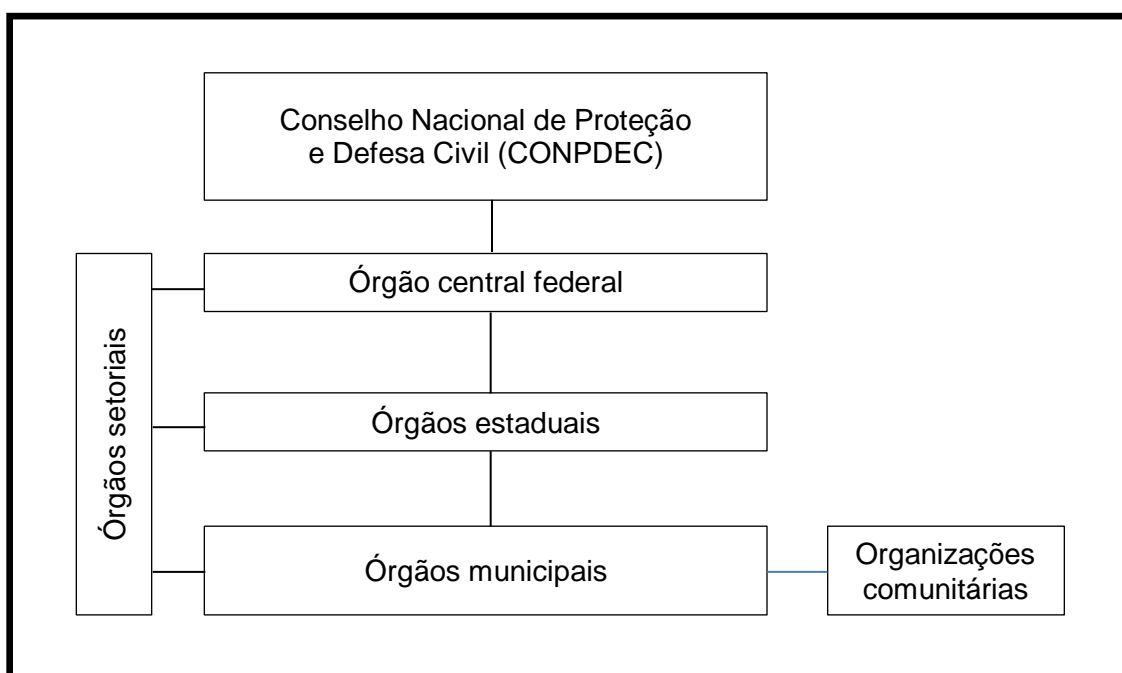 Conselho Nacional de Proteção
e Defesa Civil (CONPDEC)
Órgão central federal
Órgãos setoriais
Órgãos estaduais
Órgãos municipais
Organizações
comunitárias